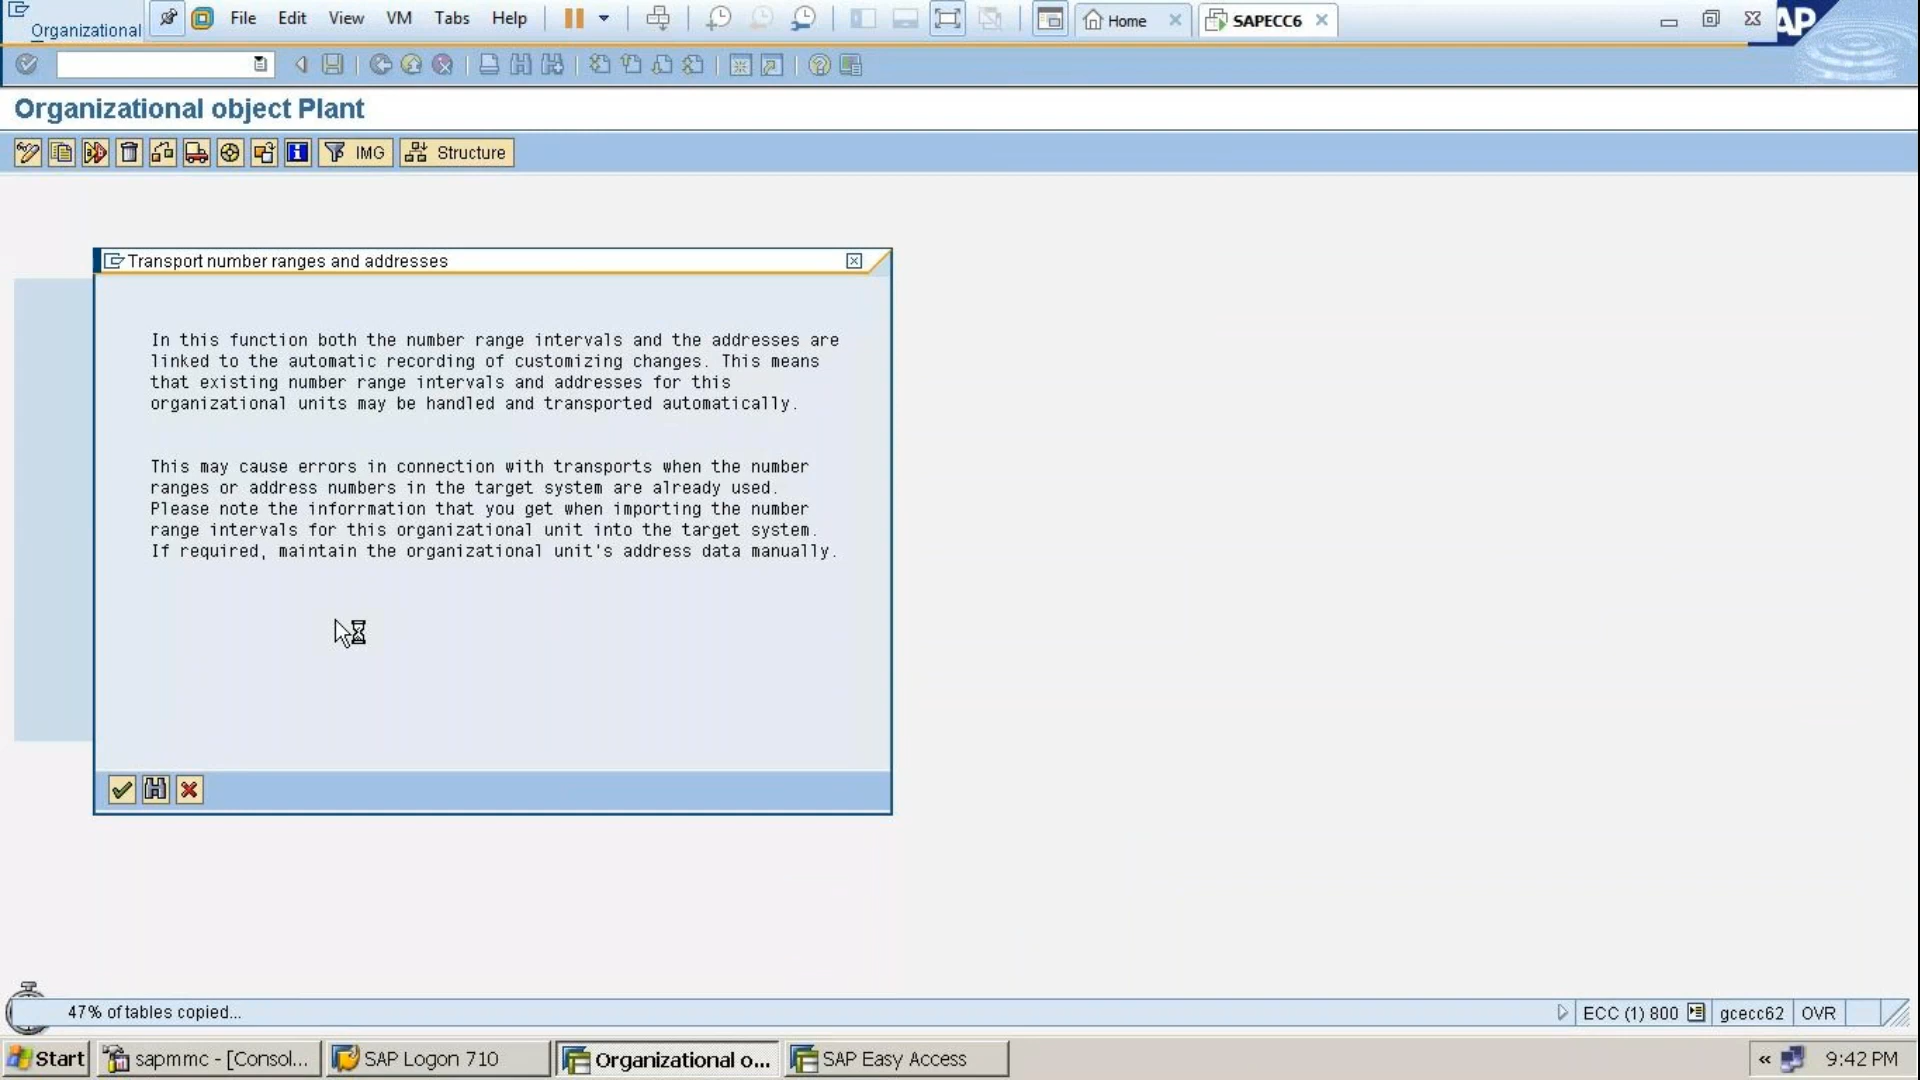 Organizational
File Edit View VM Tabs Help
Home
SAPECC6
Organizational object Plant
IMG
Structure
Transport number ranges and addresses
In this function both the number range intervals and the addresses are
linked to the automatic recording of customizing changes. This means
that existing number range intervals and addresses for this
organizational units may be handled and transported automatically.
This may cause errors in connection with transports when the number
ranges or address numbers in the target system are already used.
Please note the inforrmation that you get when importing the number
range intervals for this organizational unit into the target system.
If required, maintain the organizational unit's address data manually.
47% of tables copied...
ECC (1) 800
gcecc62
OVR
Start
sapmmc - [Consol...
SAP Logon 710
Organizational o...
SAP Easy Access
«
9:42 PM